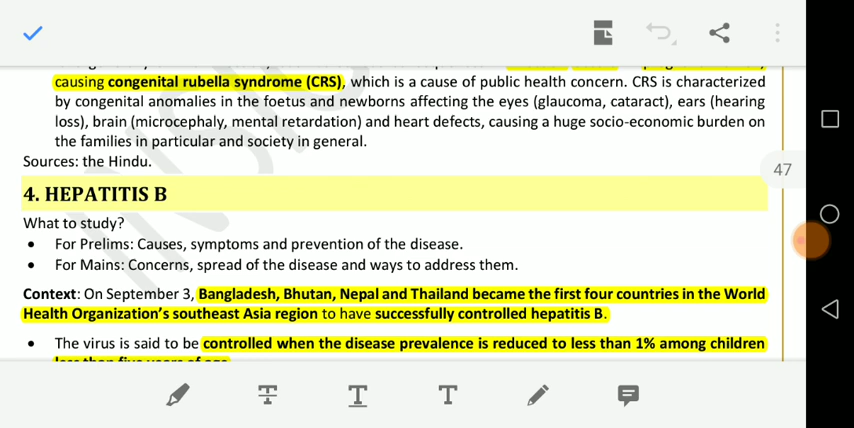 causing congenital rubella syndrome (CRS), which is a cause of public health concern. CRS is characterized
by congenital anomalies in the foetus and newborns affecting the eyes (glaucoma, cataract), ears (hearing
loss), brain (microcephaly, mental retardation) and heart defects, causing a huge socio-economic burden on
the families in particular and society in general.
Sources: the Hindu.
47
4. HEPATITIS B
What to study?
• For Prelims: Causes, symptoms and prevention of the disease.
• For Mains: Concerns, spread of the disease and ways to address them.
Context: On September 3, Bangladesh, Bhutan, Nepal and Thailand became the first four countries in the World
Health Organization's southeast Asia region to have successfully controlled hepatitis B.
• The virus is said to be controlled when the disease prevalence is reduced to less than 1% among children
less than five years of age